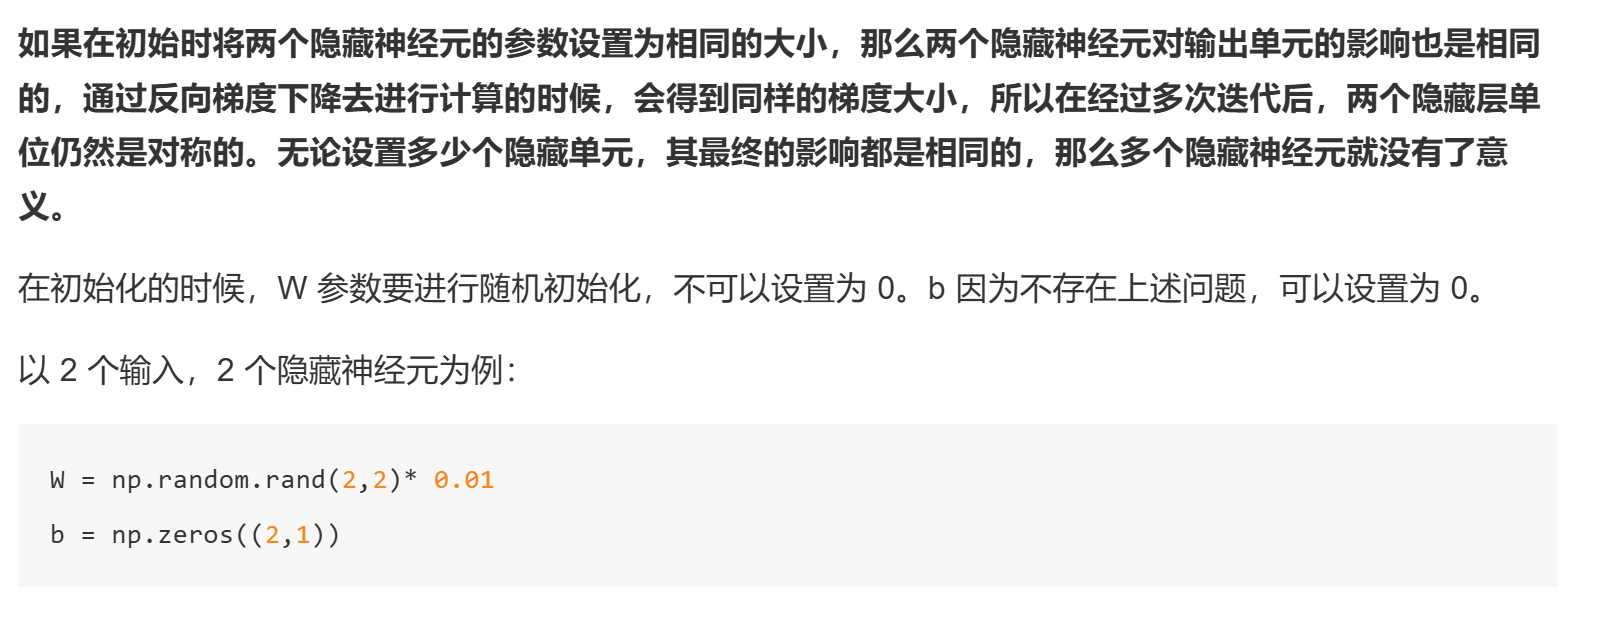 如果在初始时将两个隐藏神经元的参数设置为相同的大小，那么两个隐藏神经元对输出单元的影响也是相同
的，通过反向梯度下降去进行计算的时候，会得到同样的梯度大小，所以在经过多次迭代后，两个隐藏层单
位仍然是对称的。无论设置多少个隐藏单元，其最终的影响都是相同的，那么多个隐藏神经元就没有了意
义。
在初始化的时候，W 参数要进行随机初始化，不可以设置为 0。b 因为不存在上述问题，可以设置为 0。
以 2 个输入，2 个隐藏神经元为例：
W = np.random.rand(2,2)* 0.01
b = np.zeros((2,1))